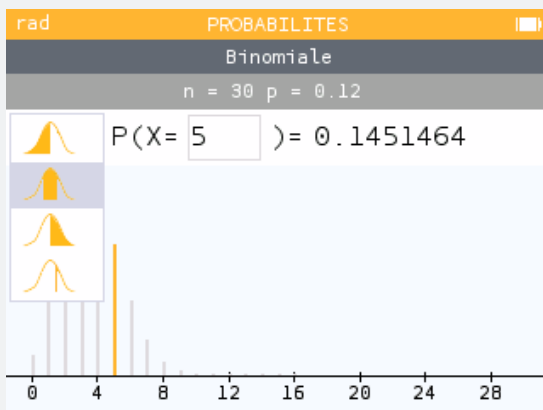 rad PROBABILITES
Binomiale
n = 30 p = 0.12
P(X= 5 )= 0.1451464
0 4 8 12 16 20 24 28